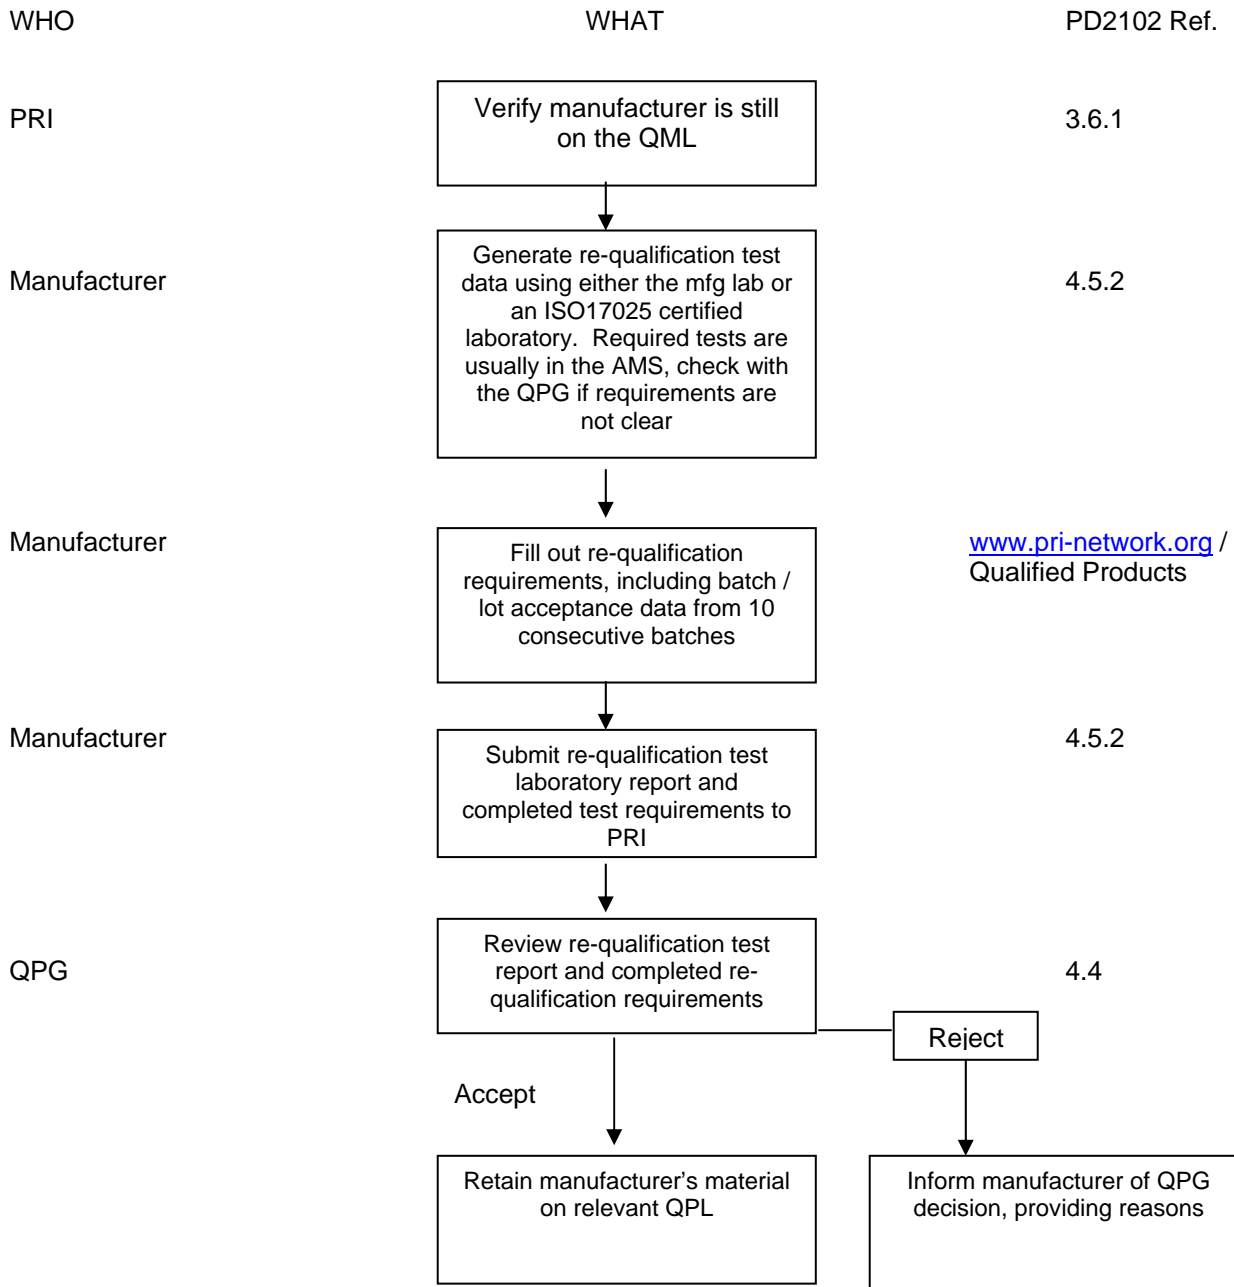 WHO WHAT PD2102 Ref.
PRI
Verify manufacturer is still
on the QML
3.6.1
Manufacturer
Generate re-qualification test
data using either the mfg lab or
an ISO17025 certified
laboratory. Required tests are
usually in the AMS, check with
the QPG if requirements are
not clear
4.5.2
Manufacturer
Fill out re-qualification
requirements, including batch /
lot acceptance data from 10
consecutive batches
www.pri-network.org /
Qualified Products
Manufacturer
Submit re-qualification test
laboratory report and
completed test requirements to
PRI
4.5.2
QPG
Review re-qualification test
report and completed re-
qualification requirements
4.4
Reject
Accept
Retain manufacturer’s material
on relevant QPL
Inform manufacturer of QPG
decision, providing reasons